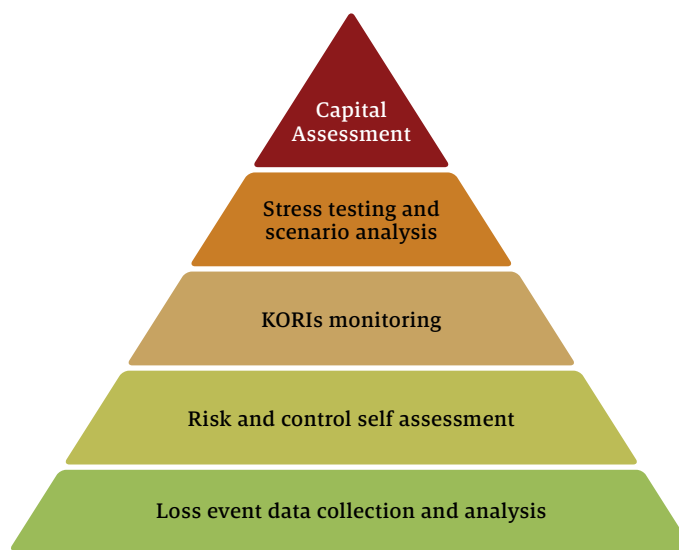 Capital
Assessment
Stress testing and
scenario analysis
KORIs monitoring
Risk and control self assessment
Loss event data collection and analysis